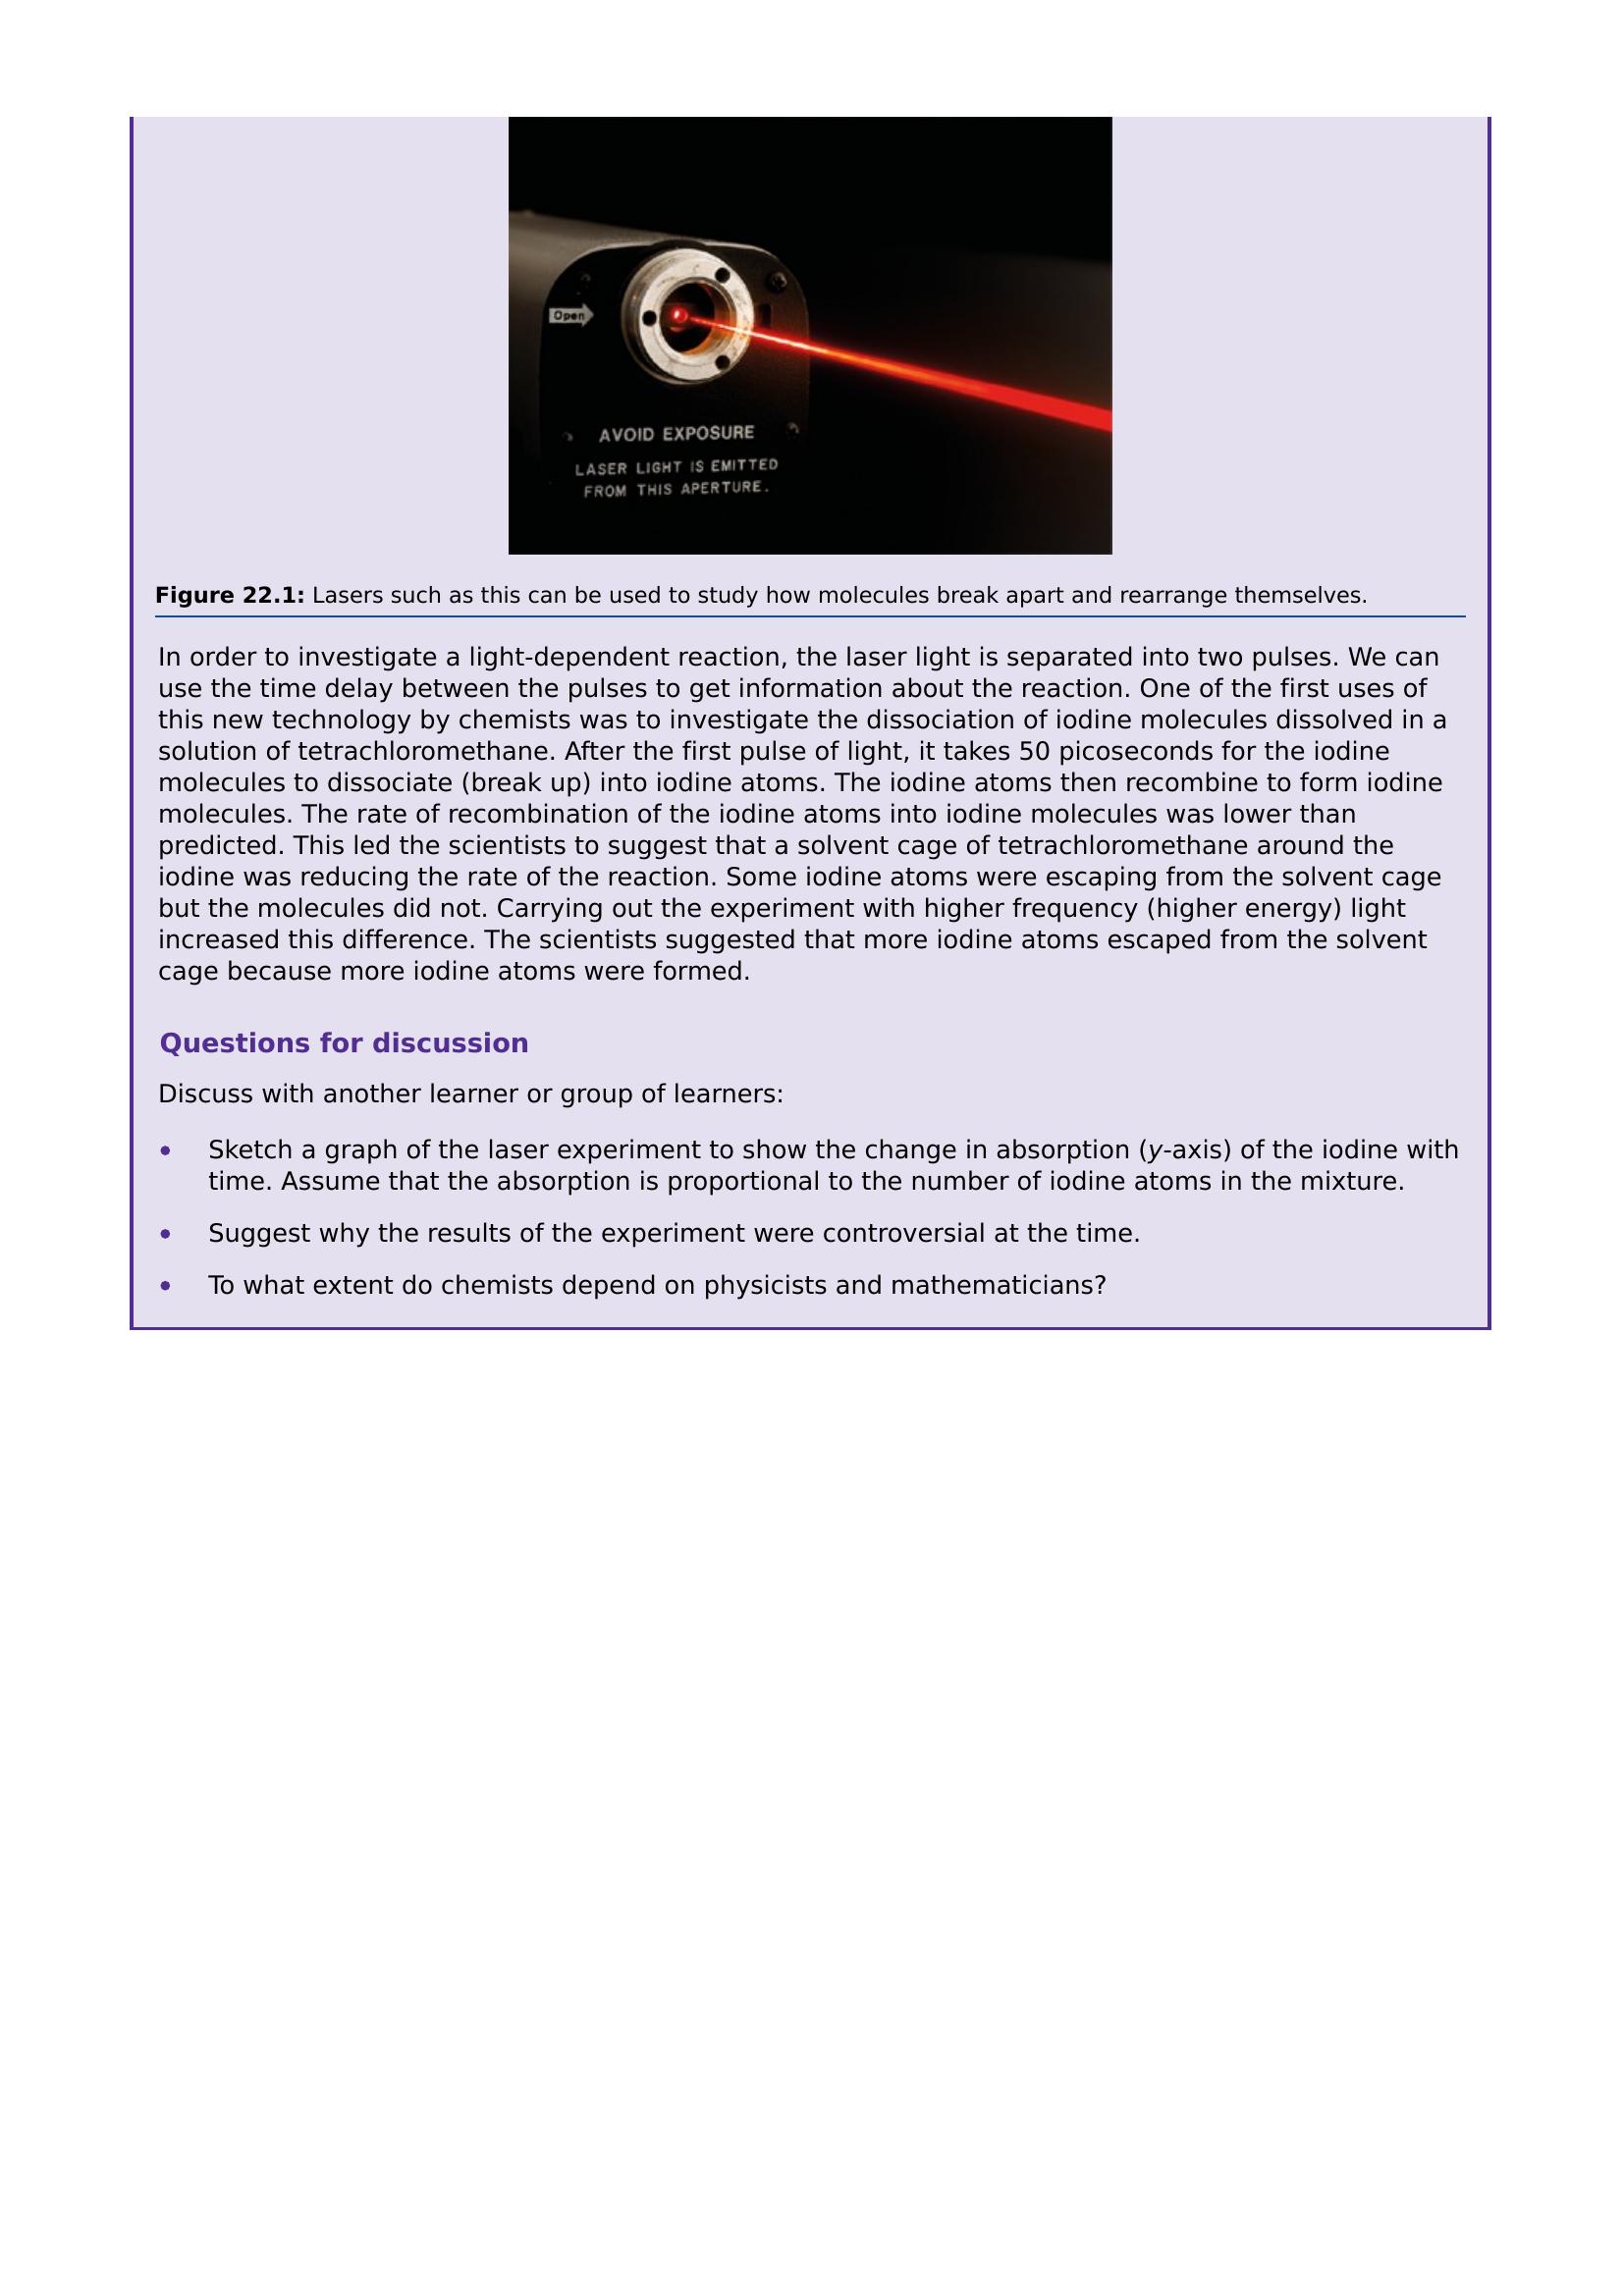 Open
AVOID EXPOSURE
LASER LIGHT IS EMITTED
FROM THIS APERTURE.
Figure 22.1: Lasers such as this can be used to study how molecules break apart and rearrange themselves.
In order to investigate a light-dependent reaction, the laser light is separated into two pulses. We can
use the time delay between the pulses to get information about the reaction. One of the first uses of
this new technology by chemists was to investigate the dissociation of iodine molecules dissolved in a
solution of tetrachloromethane. After the first pulse of light, it takes 50 picoseconds for the iodine
molecules to dissociate (break up) into iodine atoms. The iodine atoms then recombine to form iodine
molecules. The rate of recombination of the iodine atoms into iodine molecules was lower than
predicted. This led the scientists to suggest that a solvent cage of tetrachloromethane around the
iodine was reducing the rate of the reaction. Some iodine atoms were escaping from the solvent cage
but the molecules did not. Carrying out the experiment with higher frequency (higher energy) light
increased this difference. The scientists suggested that more iodine atoms escaped from the solvent
cage because more iodine atoms were formed.
Questions for discussion
Discuss with another learner or group of learners:
• Sketch a graph of the laser experiment to show the change in absorption (y-axis) of the iodine with
time. Assume that the absorption is proportional to the number of iodine atoms in the mixture.
• Suggest why the results of the experiment were controversial at the time.
• To what extent do chemists depend on physicists and mathematicians?